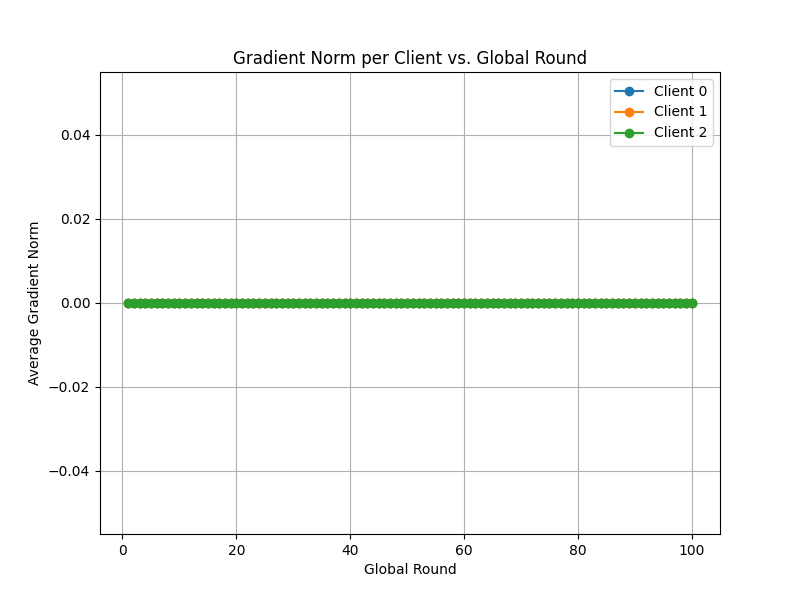 Gradient Norm per Client vs. Global Round
Client 0
Client 1
Client 2
Average Gradient Norm
0.04
0.02
0.00
−0.02
−0.04
0 20 40 60 80 100
Global Round